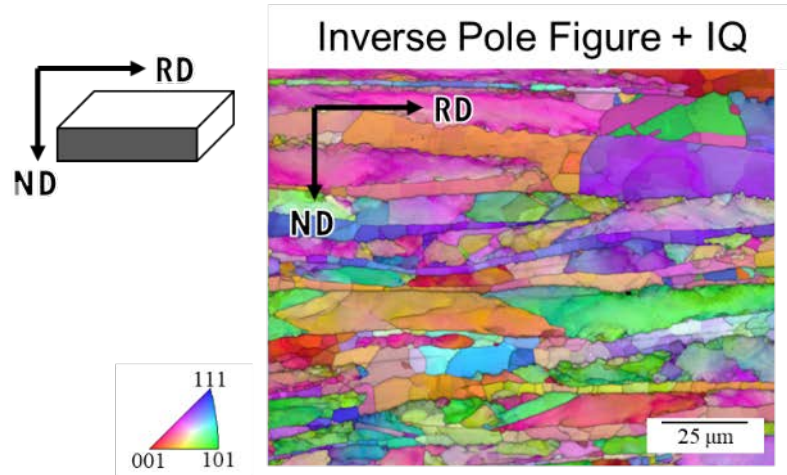 Inverse Pole Figure + IQ
RD
ND
RD
ND
111
001
101
25 μm